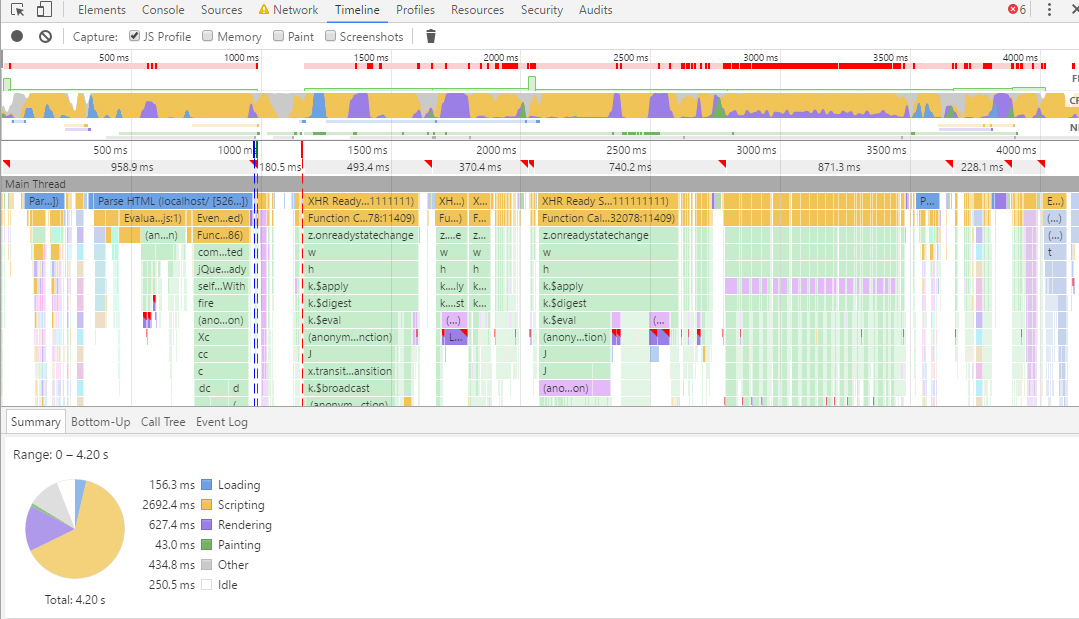 Elements Console Sources Network Timeline Profiles Resources Security Audits 6
Capture: JS Profile Memory Paint Screenshots
500 ms 1000 ms 1500 ms 2000 ms 2500 ms 3000 ms 3500 ms 4000 ms
500 ms 1000 ms 1500 ms 2000 ms 2500 ms 3000 ms 3500 ms 4000 ms
958.9 ms 180.5 ms 493.4 ms 370.4 ms 740.2 ms 871.3 ms 228.1 ms
Main Thread
Par...]) Parse HTML (localhost/ [526...]) XHR Ready...1111111) XH...) X... XHR Ready S...111111111) P... E...)
Evalua...js:1) Even...ed) Function C...78:11409) Fu...) F... Function Cal...32078:11409) (...)
(an...n) Func...86) z.onreadystatechange z....e z... z.onreadystatechange (...)
com...ted w w w w t
jQue...ady h h h h
self...With k.$apply k....ly k... k.$apply
fire k.$digest k....st k... k.$digest
(ano...on) k.$eval (...) k.$eval (...
Xc (anonym...nction) L... (anony...tion)
cc J J
c x.transit...ansition J
dc d k.$broadcast (ano...on)
(anonym...ction)
Summary Bottom-Up Call Tree Event Log
Range: 0 – 4.20 s
156.3 ms Loading
2692.4 ms Scripting
627.4 ms Rendering
43.0 ms Painting
434.8 ms Other
250.5 ms Idle
Total: 4.20 s